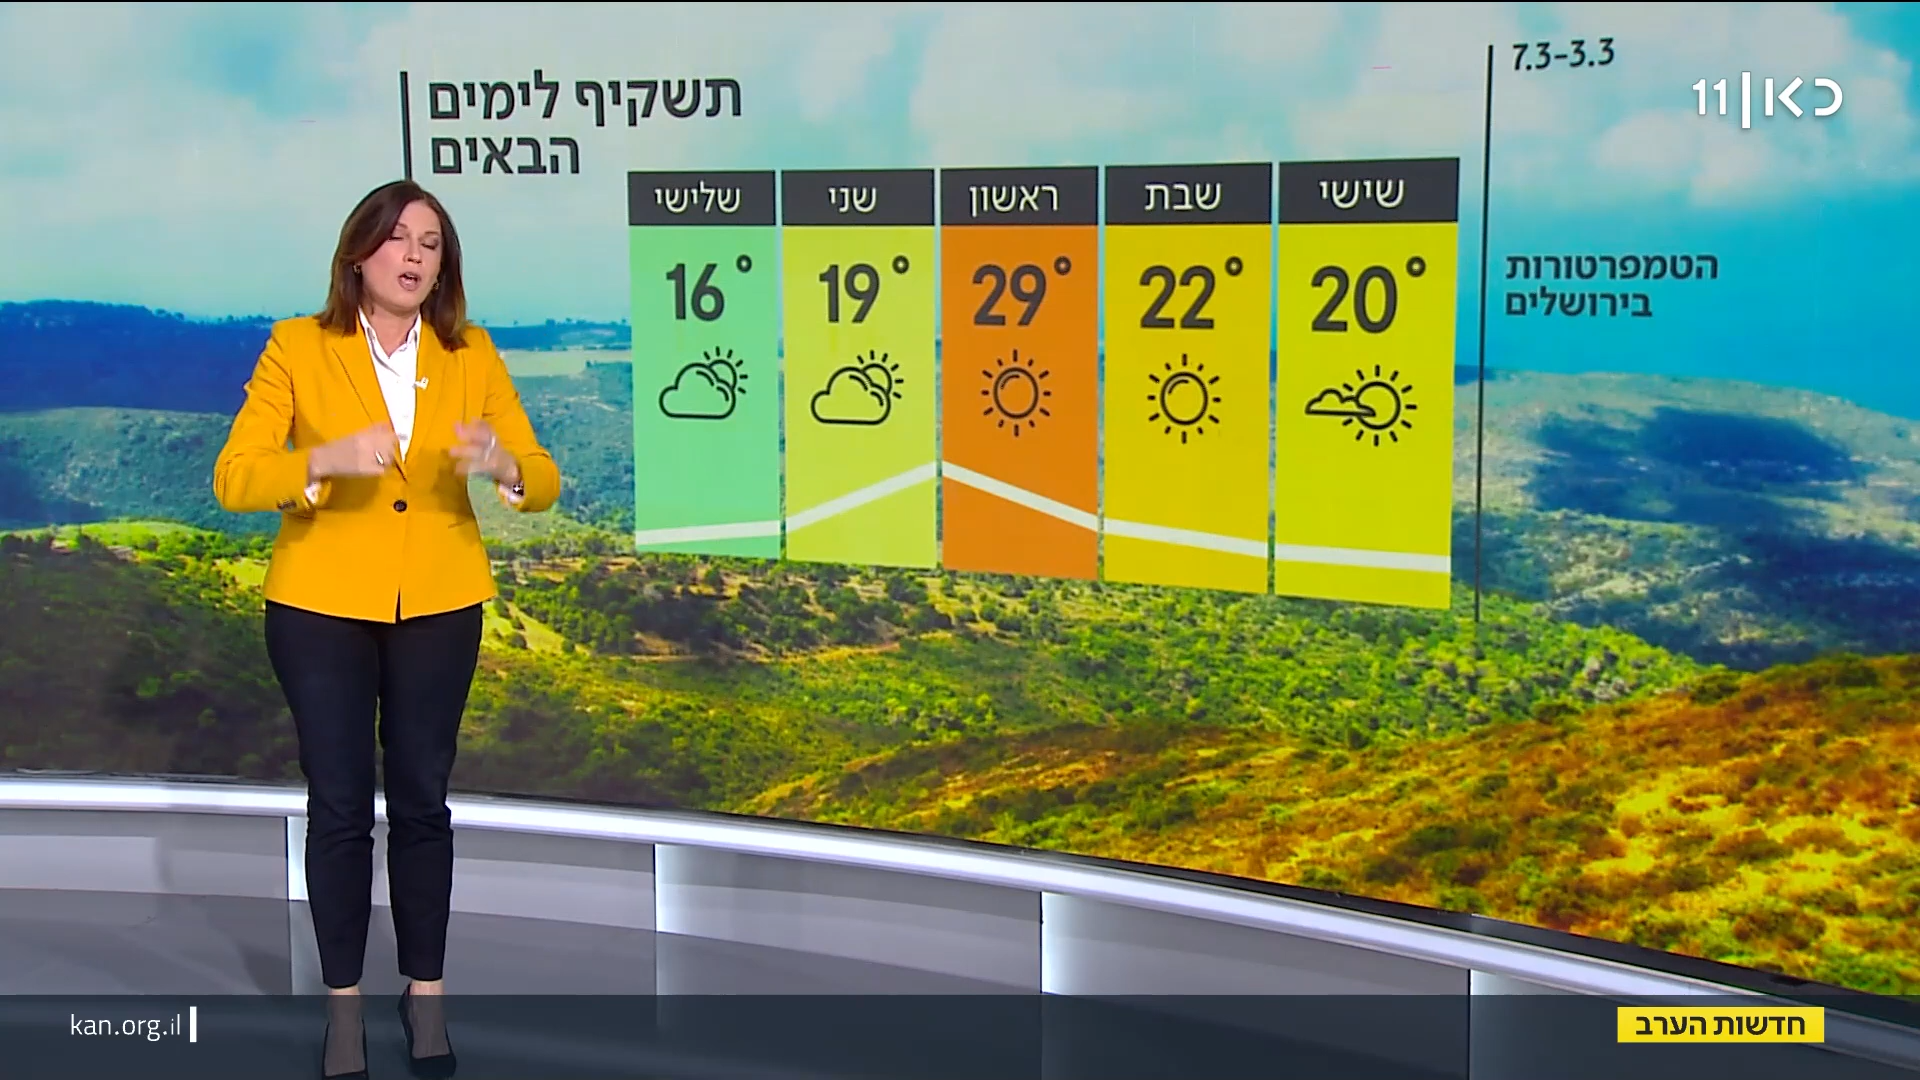 7.3-3.3
כאן|11
תשקיף לימים
הבאים
שישי
שבת
ראשון
שני
שלישי
20°
22°
29°
19°
16°
הטמפרטורות
בירושלים
חדשות הערב
kan.org.il